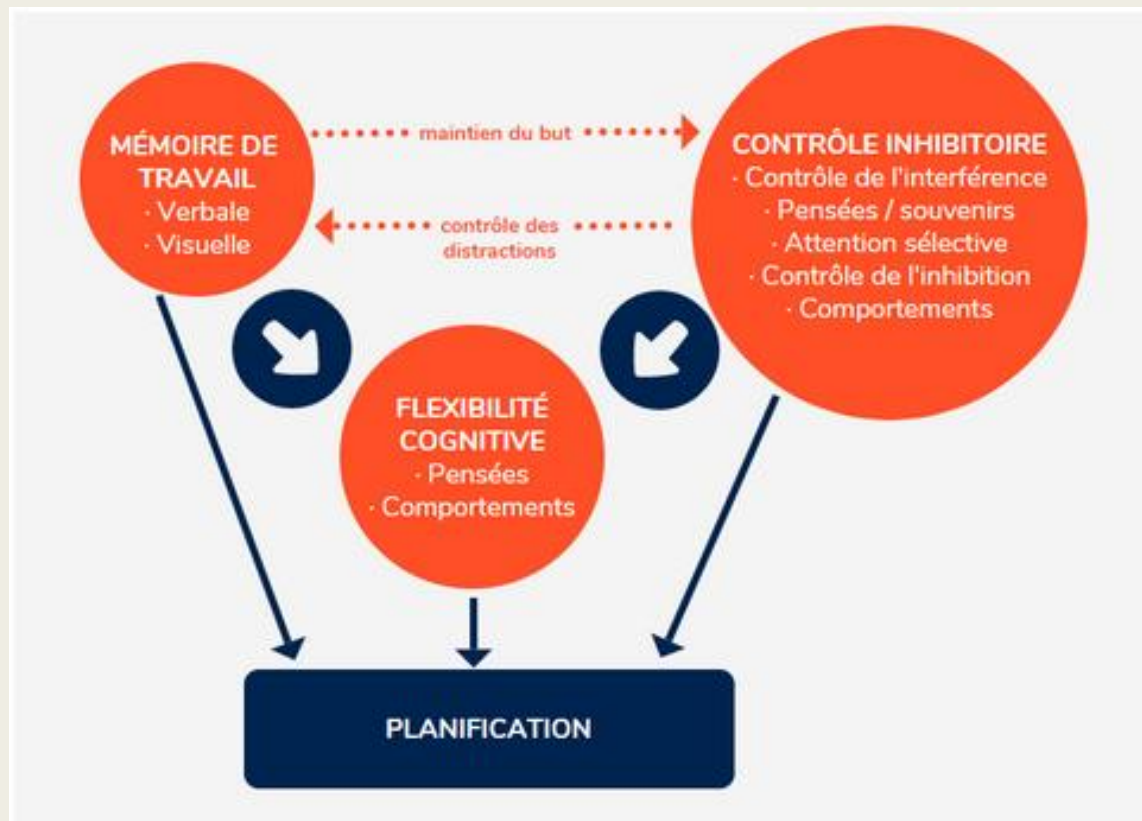 MÉMOIRE DE
TRAVAIL
· Verbale
· Visuelle
maintien du but
contrôle des
distractions
CONTRÔLE INHIBITOIRE
· Contrôle de l'interférence
· Pensées / souvenirs
· Attention sélective
· Contrôle de l'inhibition
· Comportements
FLEXIBILITÉ
COGNITIVE
· Pensées
· Comportements
PLANIFICATION